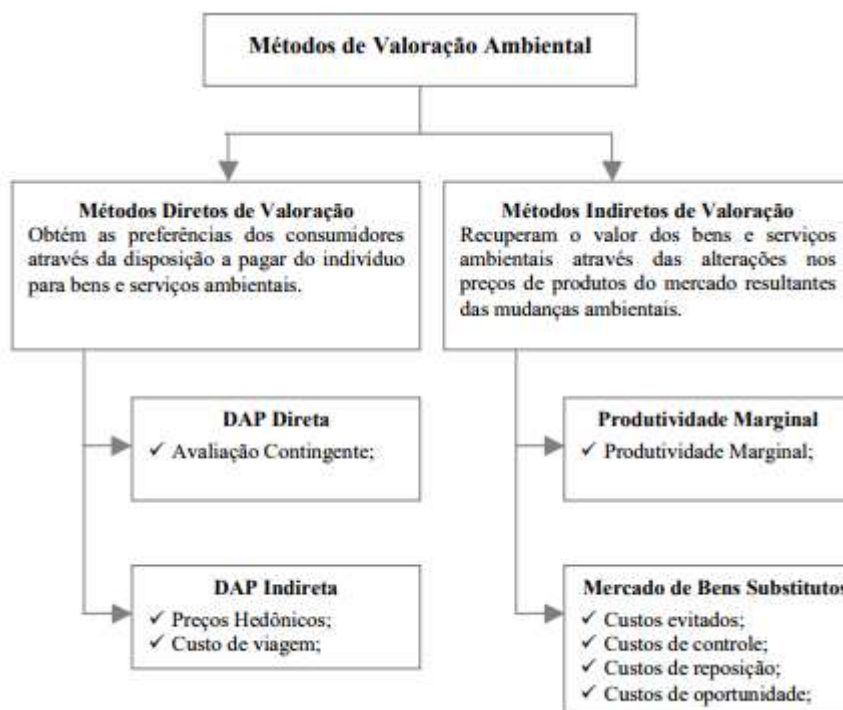 Métodos de Valoração Ambiental
Métodos Diretos de Valoração
Obtém as preferências dos consumidores
através da disposição a pagar do indivíduo
para bens e serviços ambientais.
Métodos Indiretos de Valoração
Recuperam o valor dos bens e serviços
ambientais através das alterações nos
preços de produtos do mercado resultantes
das mudanças ambientais.
DAP Direta
✓ Avaliação Contingente;
Produtividade Marginal
✓ Produtividade Marginal;
DAP Indireta
✓ Preços Hedônicos;
✓ Custo de viagem;
Mercado de Bens Substitutos
✓ Custos evitados;
✓ Custos de controle;
✓ Custos de reposição;
✓ Custos de oportunidade;